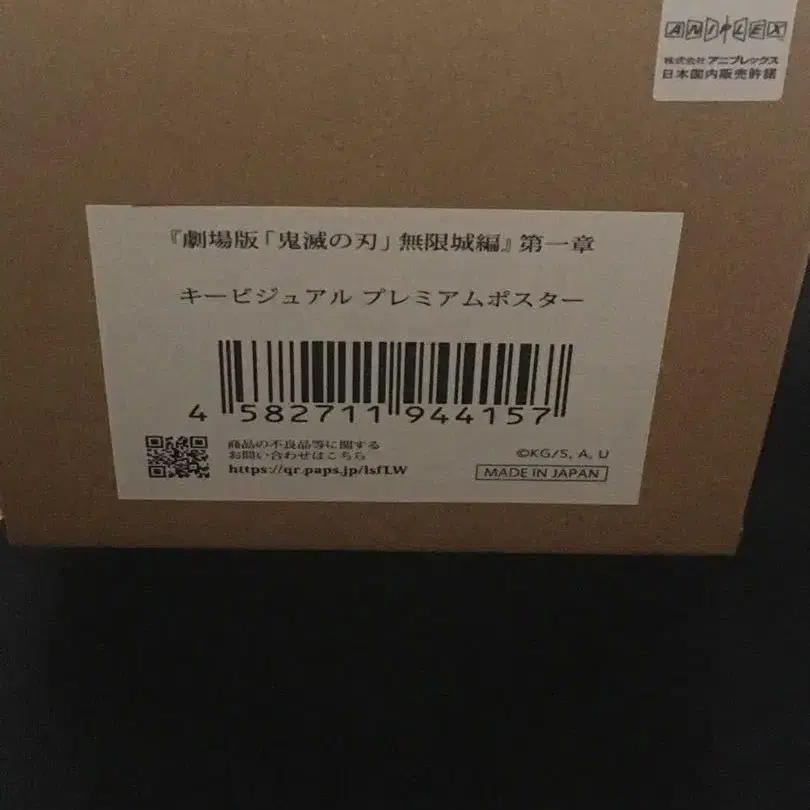 ANIPLEX
株式会社 アニプレックス
日本国内販売許諾
『劇場版「鬼滅の刃」無限城編』第一章
キービジュアル プレミアムポスター
4 582711 944157
商品の不良品等に関する
お問い合わせはこちら
https://qr.paps.jp/lsfLW
©KG/S, A, U
MADE IN JAPAN